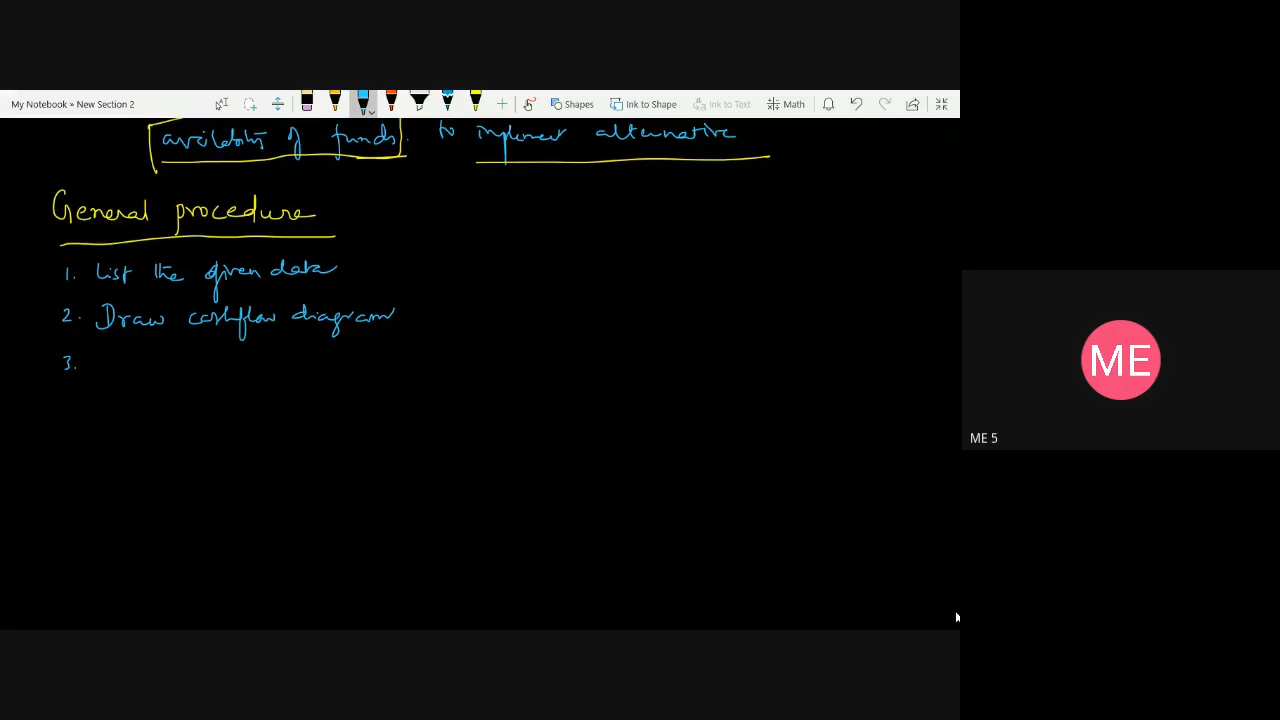 My Notebook » New Section 2
Shapes Ink to Shape Ink to Text Math
availability of funds. to implement alternative
General procedure
1. List the given data
2. Draw cashflow diagram
3.
ME
ME 5